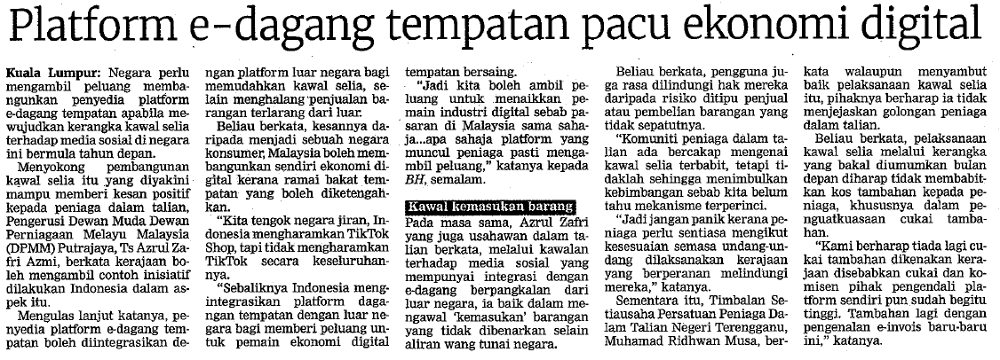 Platform e-dagang tempatan pacu ekonomi digital
Kuala Lumpur: Negara perlu
mengambil peluang memba-
ngunkan penyedia platform
e-dagang tempatan apabila me-
wujudkan kerangka kawal selia
terhadap media sosial di negara
ini bermula tahun depan.
Menyokong pembangunan
kawal selia itu yang diyakini
mampu memberi kesan positif
kepada peniaga dalam talian,
Pengerusi Dewan Muda Dewan
Perniagaan Melayu Malaysia
(DPMM) Putrajaya, Ts Azrul Za-
fri Azmi, berkata kerajaan bo-
leh mengambil contoh inisiatif
dilakukan Indonesia dalam as-
pek itu.
Mengulas lanjut katanya, pe-
nyedia platform e-dagang tem-
patan boleh diintegrasikan de-
ngan platform luar negara bagi
memudahkan kawal selia, se-
lain menghalang penjualan ba-
rangan terlarang dari luar.
Beliau berkata, kesannya da-
ripada menjadi sebuah negara
konsumer, Malaysia boleh mem-
bangunkan sendiri ekonomi di-
gital kerana ramai bakat tem-
patan yang boleh diketengah-
kan.
"Kita tengok negara jiran, In-
donesia mengharamkan TikTok
Shop, tapi tidak mengharamkan
TikTok secara keseluruhan-
nya.
"Sebaliknya Indonesia meng-
integrasikan platform daga-
ngan tempatan dengan luar ne-
gara bagi memberi peluang un-
tuk pemain ekonomi digital
tempatan bersaing.
"Jadi kita boleh ambil pe-
luang untuk menaikkan pe-
main industri digital sebab pa-
saran di Malaysia sama saha-
ja...apa sahaja platform yang
muncul peniaga pasti menga-
mbil peluang," katanya kepada
BH, semalam.
Kawal kemasukan barang
Pada masa sama, Azrul Zafri
yang juga usahawan dalam ta-
lian berkata, melalui kawalan
terhadap media sosial yang
mempunyai integrasi dengan
e-dagang berpangkalan dari
luar negara, ia baik dalam me-
ngawal 'kemasukan' barangan
yang tidak dibenarkan selain
aliran wang tunai negara.
Beliau berkata, pengguna ju-
ga rasa dilindungi hak mereka
daripada risiko ditipu penjual
atau pembelian barangan yang
tidak sepatutnya.
"Komuniti peniaga dalam ta-
lian ada bercakap mengenai
kawal selia terbabit, tetapi ti-
daklah sehingga menimbulkan
kebimbangan sebab kita belum
tahu mekanisme terperinci.
"Jadi jangan panik kerana pe-
niaga perlu sentiasa mengikut
kesesuaian semasa undang-un-
dang dilaksanakan kerajaan
yang berperanan melindungi
mereka," katanya.
Sementara itu, Timbalan Se-
tiausaha Persatuan Peniaga Da-
lam Talian Negeri Terengganu,
Muhamad Ridhwan Musa, ber-
kata walaupun menyambut
baik pelaksanaan kawal selia
itu, pihaknya berharap ia tidak
menjejaskan golongan peniaga
dalam talian.
Beliau berkata, pelaksanaan
kawal selia melalui kerangka
yang bakal diumumkan bulan
depan diharap tidak membabit-
kan kos tambahan kepada pe-
niaga, khususnya dalam pe-
nguatkuasaan cukai tamba-
han.
"Kami berharap tiada lagi cu-
kai tambahan dikenakan kera-
jaan disebabkan cukai dan ko-
misen pihak pengendali pla-
tform sendiri pun sudah begitu
tinggi. Tambahan lagi dengan
pengenalan e-invois baru-baru
ini," katanya.